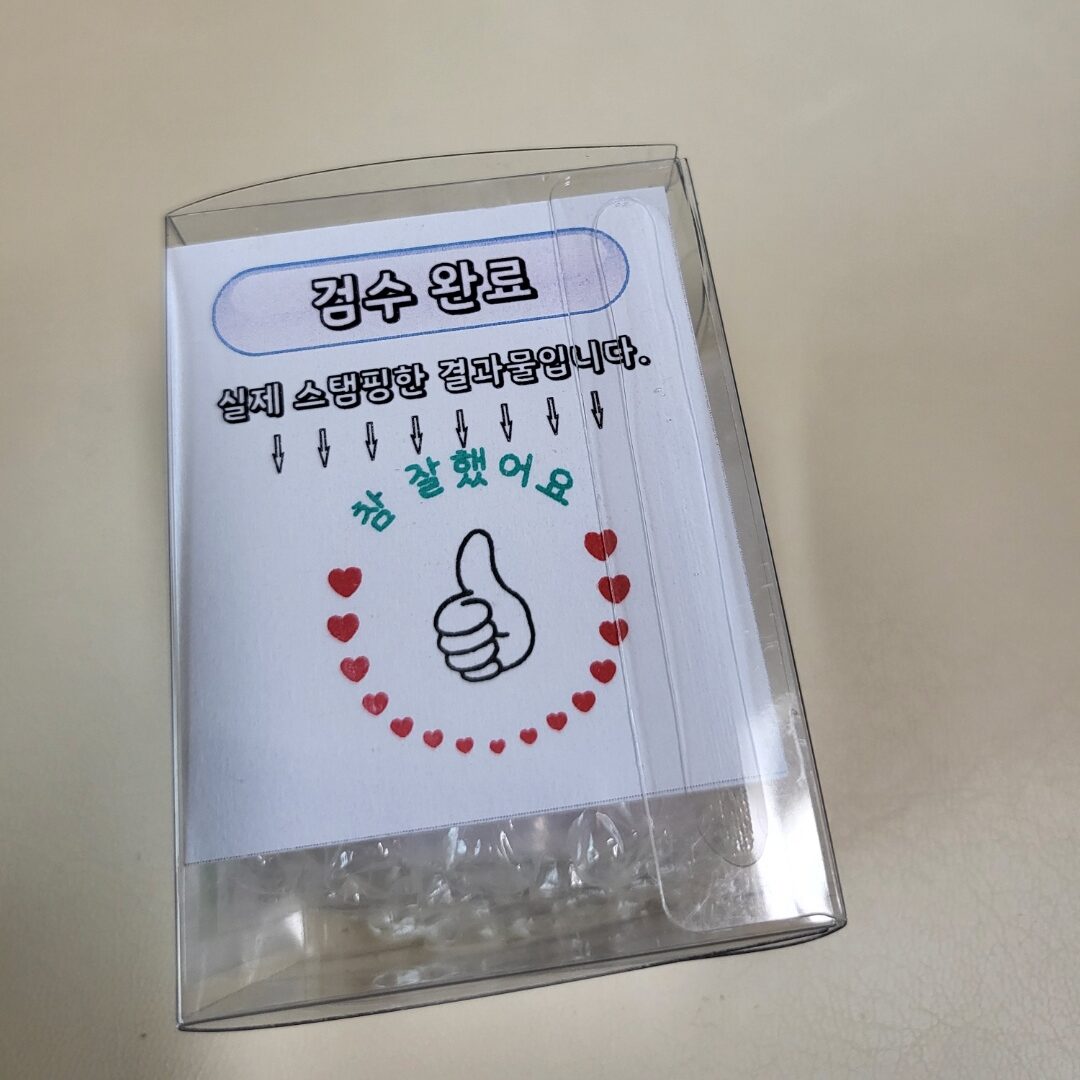 검수 완료
실제 스탬핑한 결과물입니다.
참 잘했어요